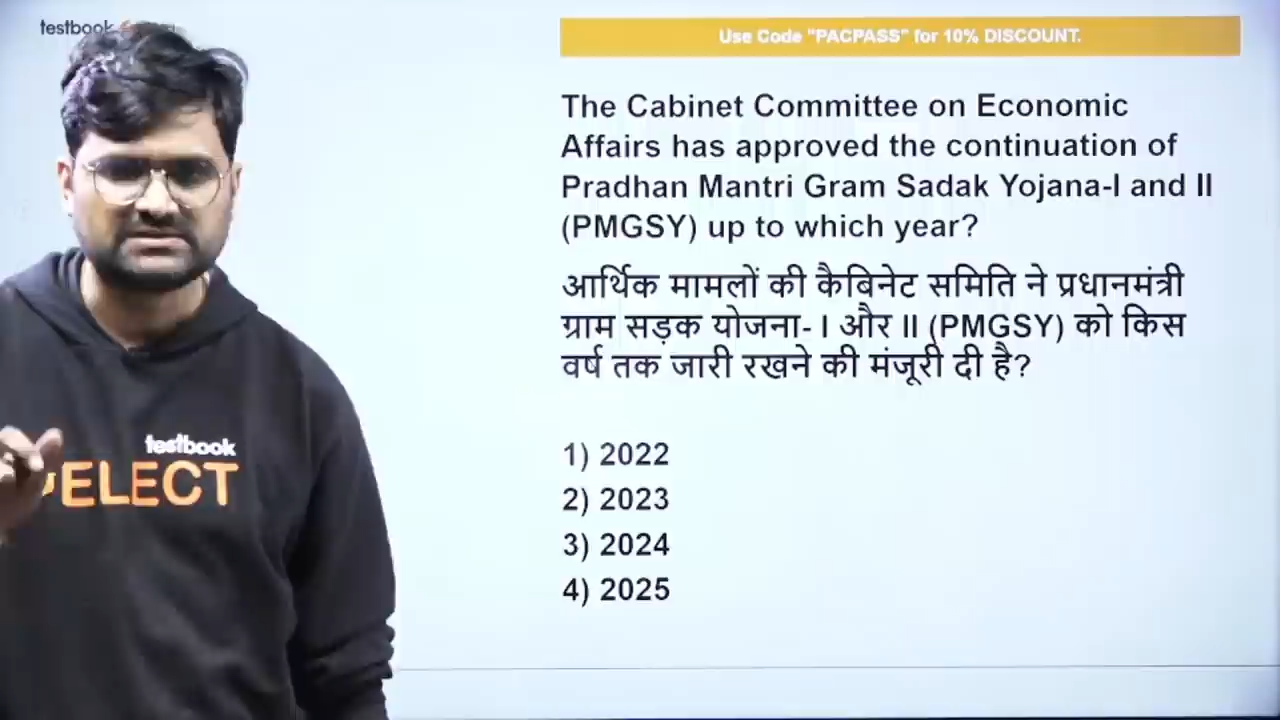 testbook
Use Code "PACPASS" for 10% DISCOUNT.
The Cabinet Committee on Economic
Affairs has approved the continuation of
Pradhan Mantri Gram Sadak Yojana-I and II
(PMGSY) up to which year?
आर्थिक मामलों की कैबिनेट समिति ने प्रधानमंत्री
ग्राम सड़क योजना- I और II (PMGSY) को किस
वर्ष तक जारी रखने की मंजूरी दी है?
1) 2022
2) 2023
3) 2024
4) 2025
testbook
ELECT